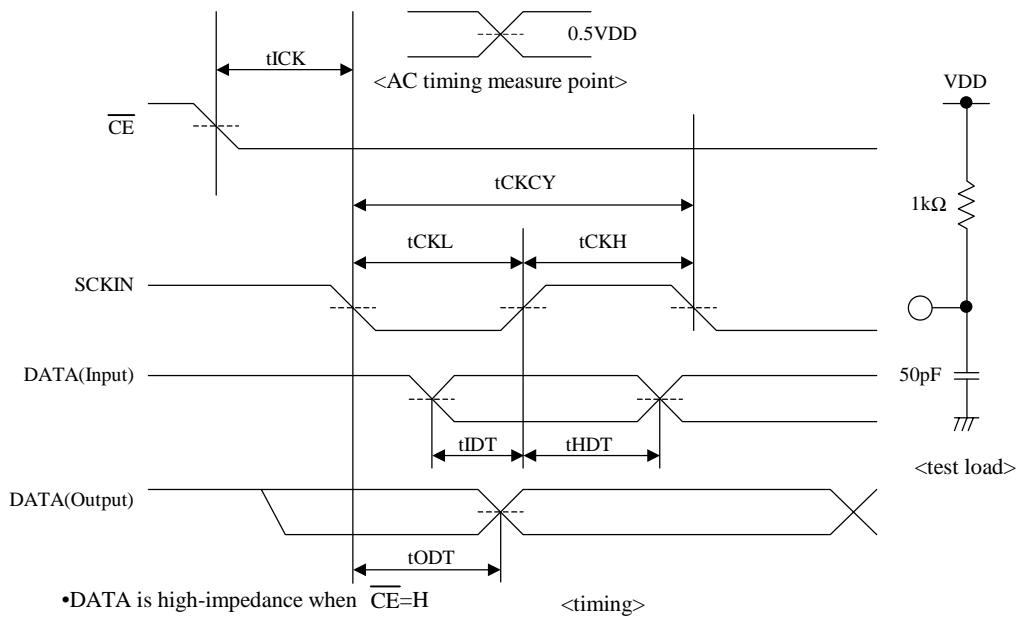 0.5VDD
tICK
<AC timing measure point>
VDD
CE
tCKCY
1kΩ
tCKL
tCKH
SCKIN
DATA(Input)
50pF
tIDT
tHDT
<test load>
DATA(Output)
tODT
•DATA is high-impedance when CE=H
<timing>